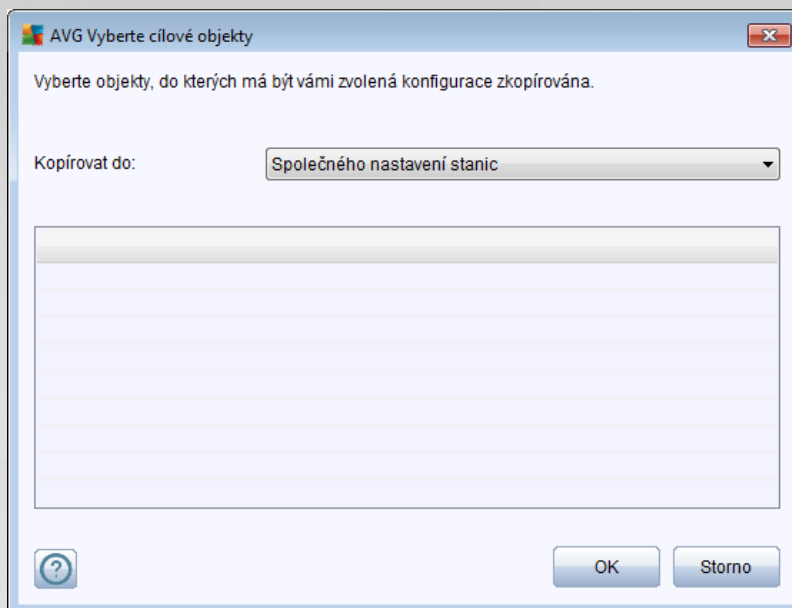 AVG Vyberte cílové objekty
Vyberte objekty, do kterých má být vámi zvolená konfigurace zkopírována.
Kopírovat do:
Společného nastavení stanic
?
OK
Storno